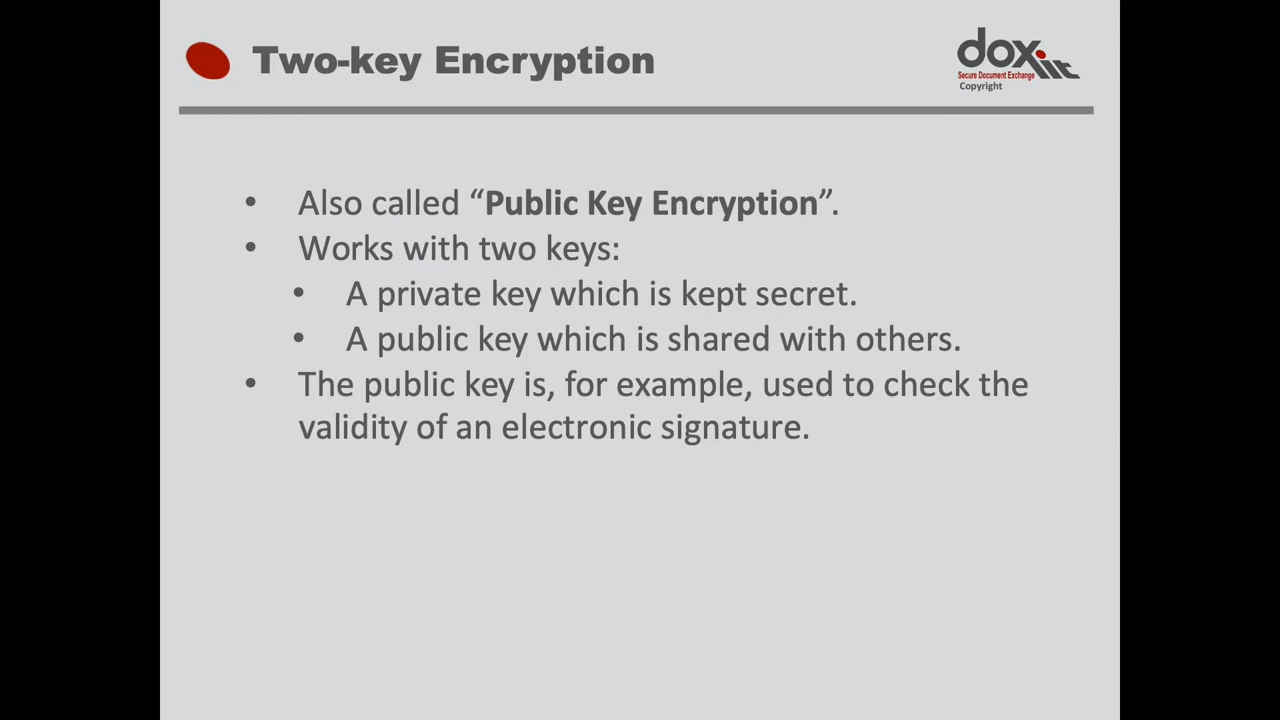 Two-key Encryption
doxiit
Secure Document Exchange
Copyright
• Also called “Public Key Encryption”.
• Works with two keys:
• A private key which is kept secret.
• A public key which is shared with others.
• The public key is, for example, used to check the
validity of an electronic signature.